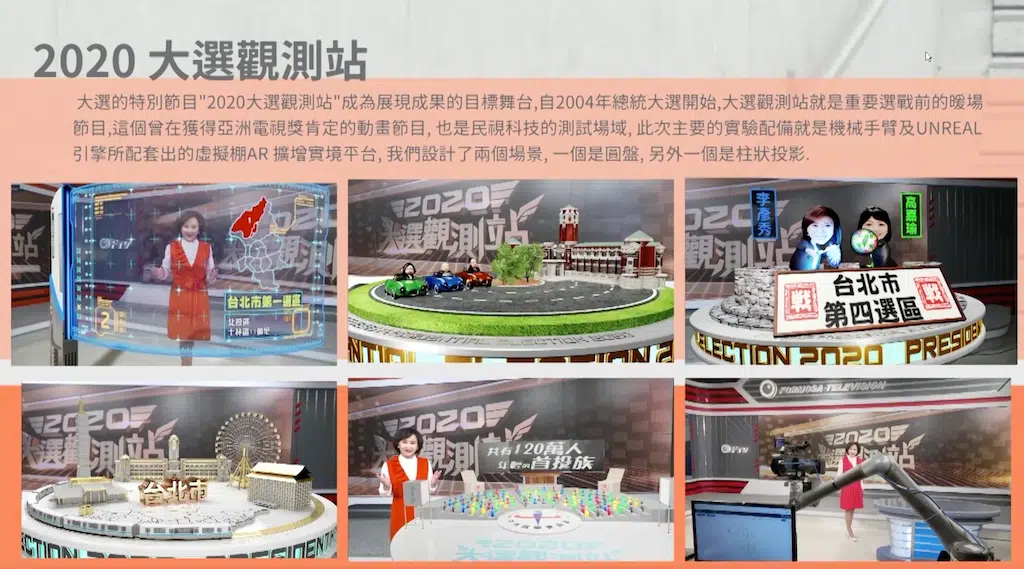 2020 大選觀測站
大選的特別節目"2020大選觀測站"成為展現成果的目標舞台,自2004年總統大選開始,大選觀測站就是重要選戰前的暖場
節目,這個曾在獲得亞洲電視獎肯定的動畫節目, 也是民視科技的測試場域, 此次主要的實驗配備就是機械手臂及UNREAL
引擎所配套出的虛擬棚AR 擴增實境平台, 我們設計了兩個場景, 一個是圓盤, 另外一個是柱狀投影.
站
台北市第一選區
北投區
2
2020
大選觀測站
ELECTION 2
2020
李彥秀
高嘉瑜
戰
台北市
第四選區
戰
ELECTION 2020 PRESID
2020
大選觀測站
台北市
ECTION 2020 PRESIDENTI
2020
共有120萬人
年輕的首投族
FORMOSA TELEVISION
2020
大選觀測站